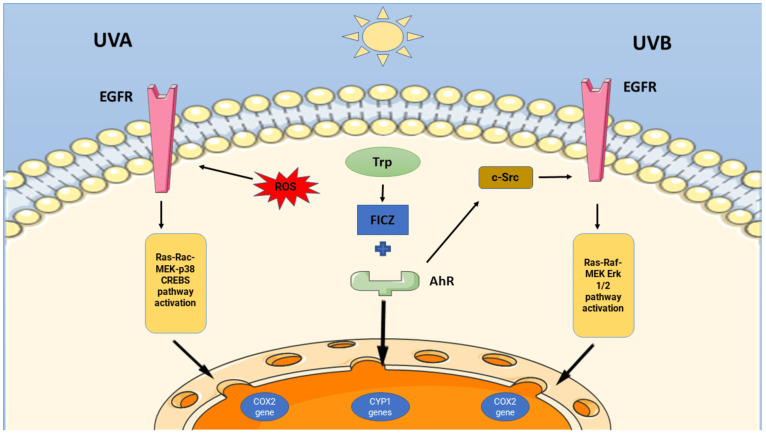 UVA
UVB
EGFR
EGFR
Trp
ROS
c-Src
FICZ
AhR
Ras-Rac-
MEK-p38
CREBS
pathway
activation
Ras-Raf-
MEK Erk
1/2
pathway
activation
COX2
gene
CYP1
genes
COX2
gene